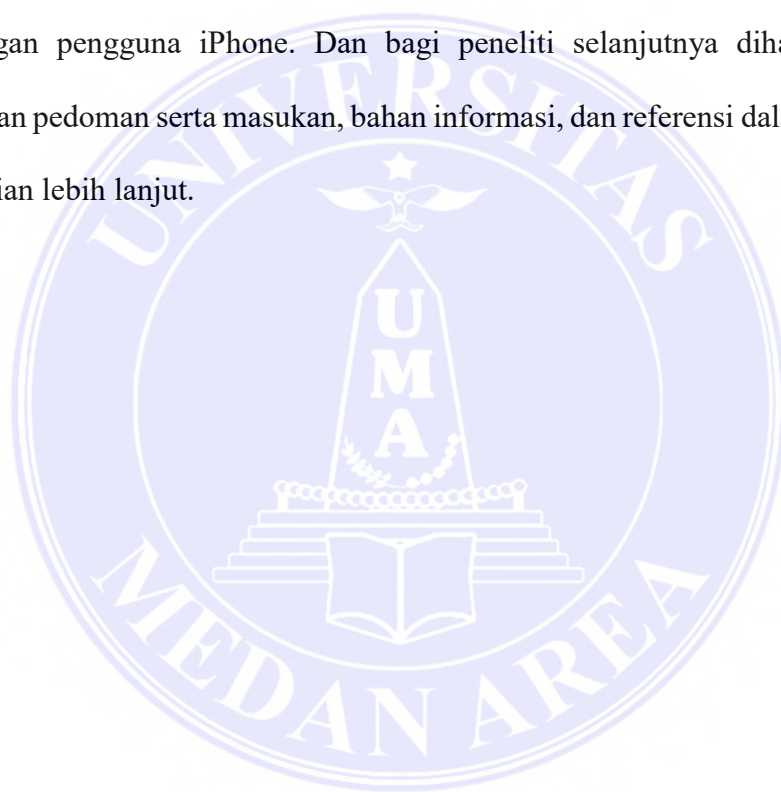 gan pengguna iPhone. Dan bagi peneliti selanjutnya diha
an pedoman serta masukan, bahan informasi, dan referensi dal
ian lebih lanjut.
UNIVERSITAS
UMA
MEDAN AREA